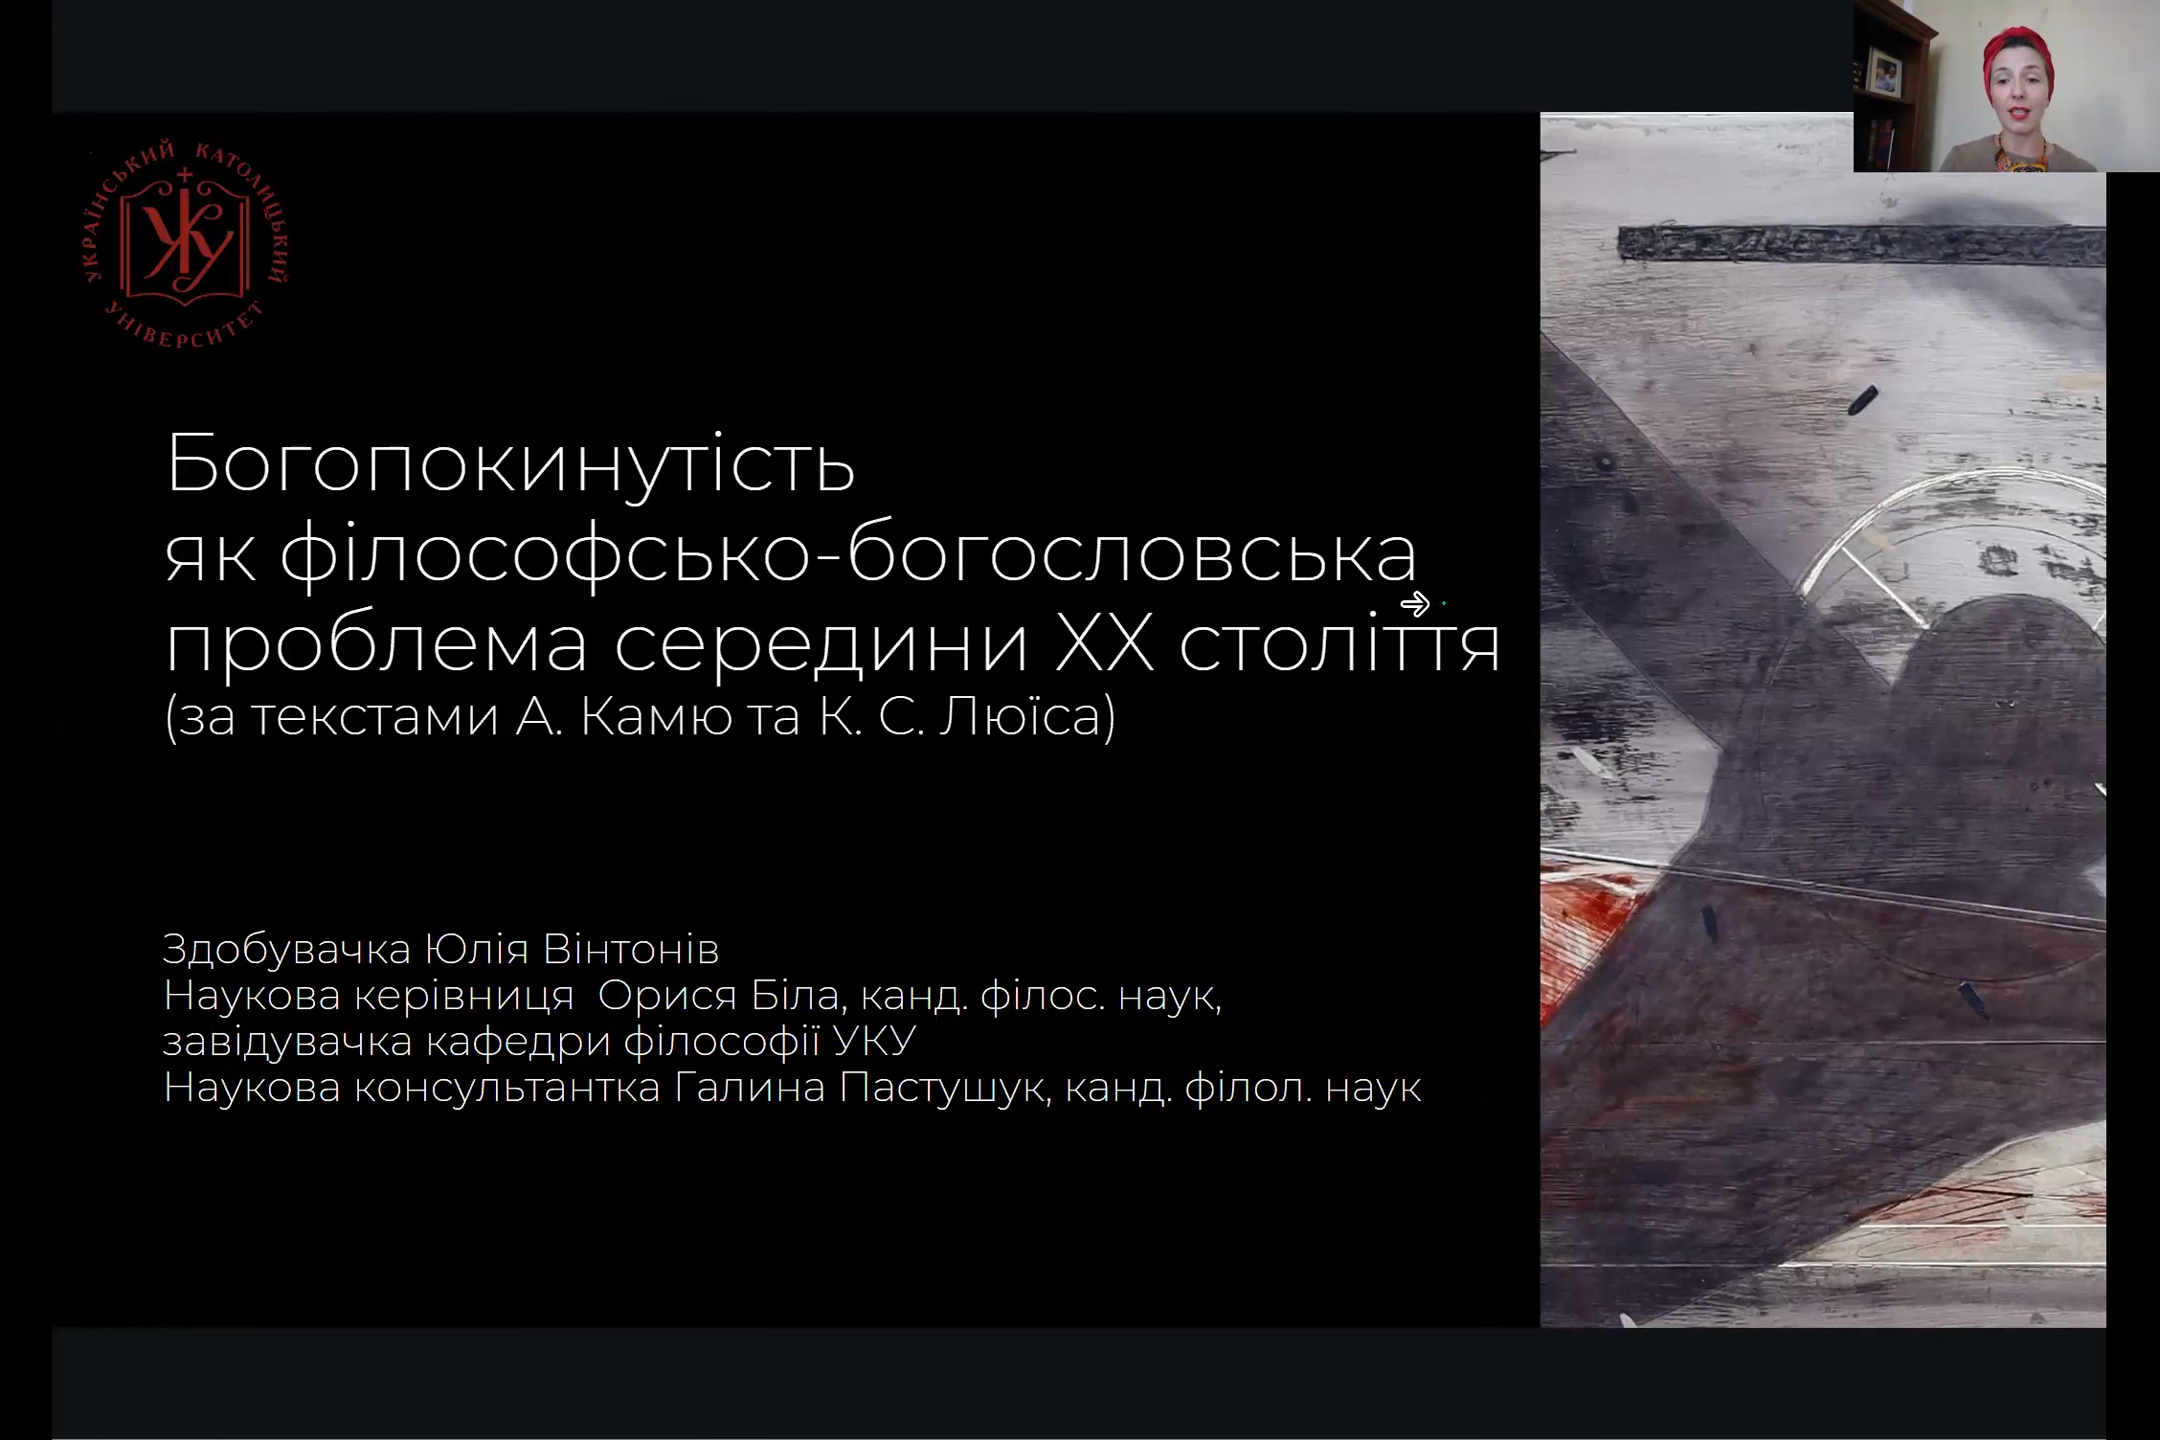 УКРАЇНСЬКИЙ КАТОЛИЦЬКИЙ
УНІВЕРСИТЕТ
УКУ
Богопокинутість
як філософсько-богословська
проблема середини ХХ століття
(за текстами А. Камю та К. С. Люїса)
Здобувачка Юлія Вінтонів
Наукова керівниця  Орися Біла, канд. філос. наук,
завідувачка кафедри філософії УКУ
Наукова консультантка Галина Пастушук, канд. філол. наук